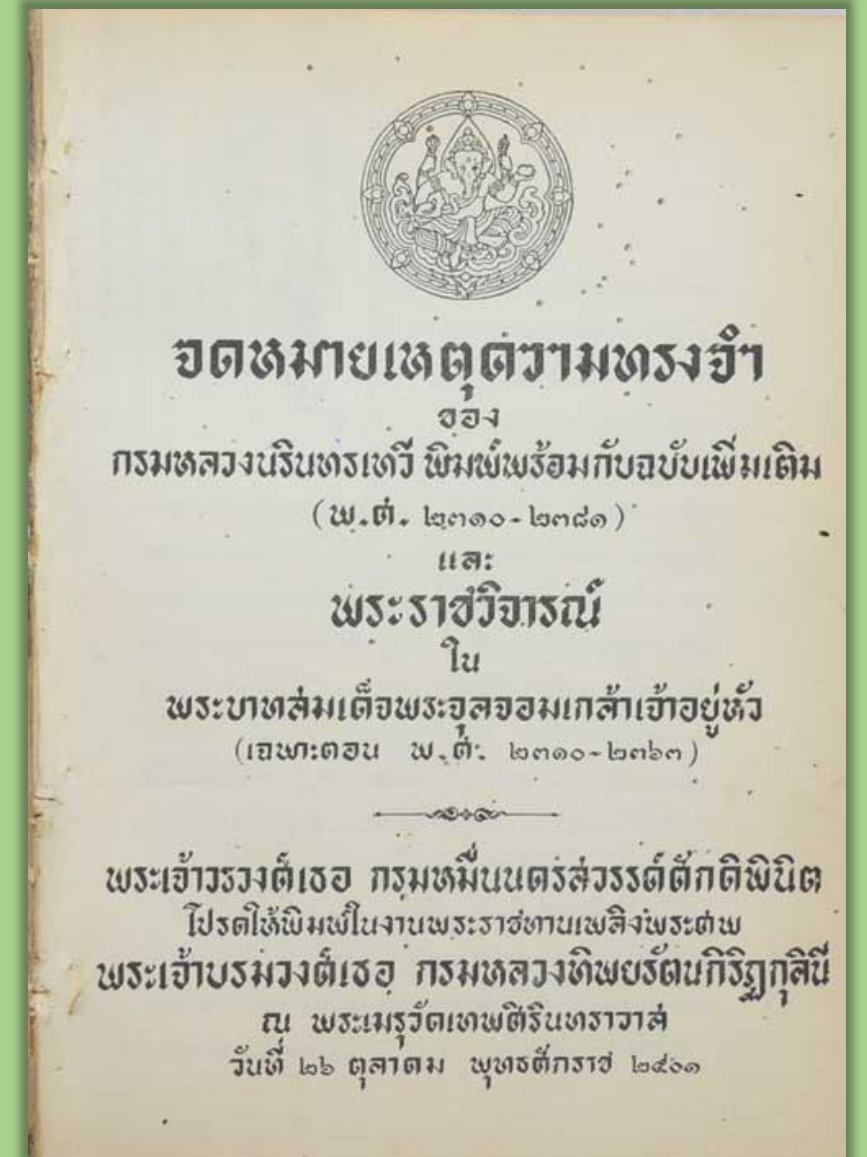 จดหมายเหตุความทรงจำ
ของ
กรมหลวงนรินทรเทวี พิมพ์พร้อมกับฉบับเพิ่มเติม
(พ.ศ. ๒๓๑๐-๒๓๘๑)
และ
พระราชวิจารณ์
ใน
พระบาทสมเด็จพระจุลจอมเกล้าเจ้าอยู่หัว
(เฉพาะตอน พ.ศ. ๒๓๑๐-๒๓๖๓)
พระเจ้าวรวงศ์เธอ กรมหมื่นนครสวรรค์ศักดิพินิต
โปรดให้พิมพ์ในงานพระราชทานเพลิงพระศพ
พระเจ้าบรมวงศ์เธอ กรมหลวงทิพยรัตนกิริฏกุลินี
ณ พระเมรุวัดเทพศิรินทราวาส
วันที่ ๒๖ ตุลาคม พุทธศักราช ๒๕๐๑